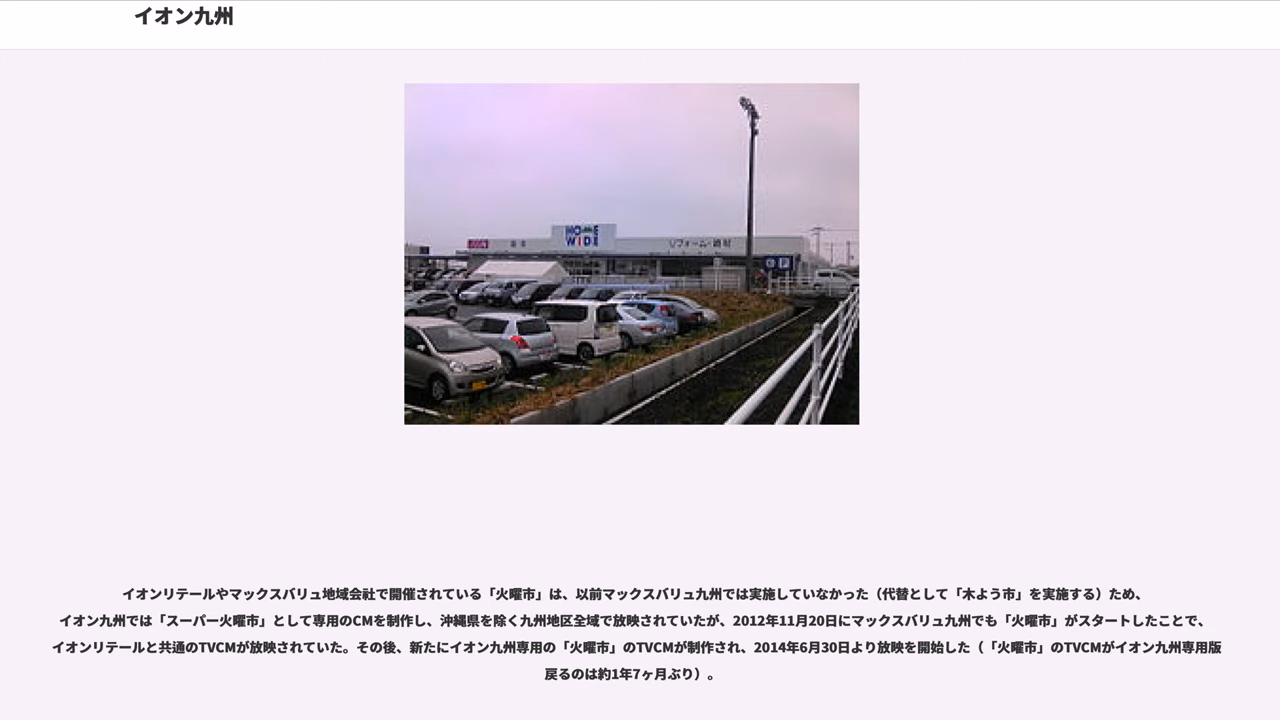 イオン九州
HOME
WIDE
リフォーム・資材
イオンリテールやマックスバリュ地域会社で開催されている「火曜市」は、以前マックスバリュ九州では実施していなかった（代替として「木よう市」を実施する）ため、
イオン九州では「スーパー火曜市」として専用のCMを制作し、沖縄県を除く九州地区全域で放映されていたが、2012年11月20日にマックスバリュ九州でも「火曜市」がスタートしたことで、
イオンリテールと共通のTVCMが放映されていた。その後、新たにイオン九州専用の「火曜市」のTVCMが制作され、2014年6月30日より放映を開始した（「火曜市」のTVCMがイオン九州専用版
戻るのは約1年7ヶ月ぶり）。